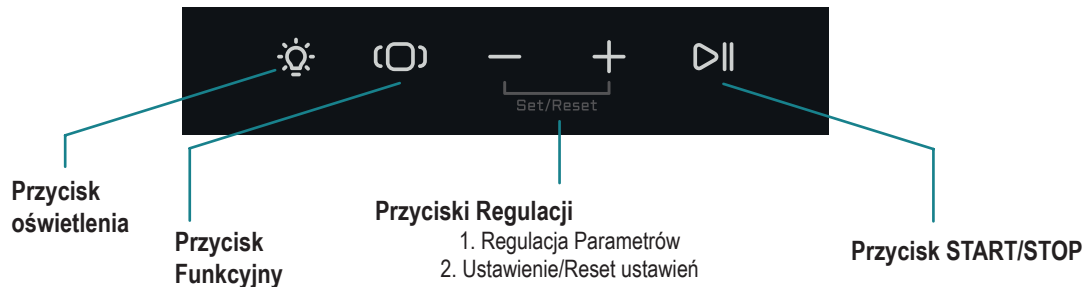 Set/Reset
Przycisk
oświetlenia
Przycisk
Funkcyjny
Przyciski Regulacji
1. Regulacja Parametrów
2. Ustawienie/Reset ustawień
Przycisk START/STOP